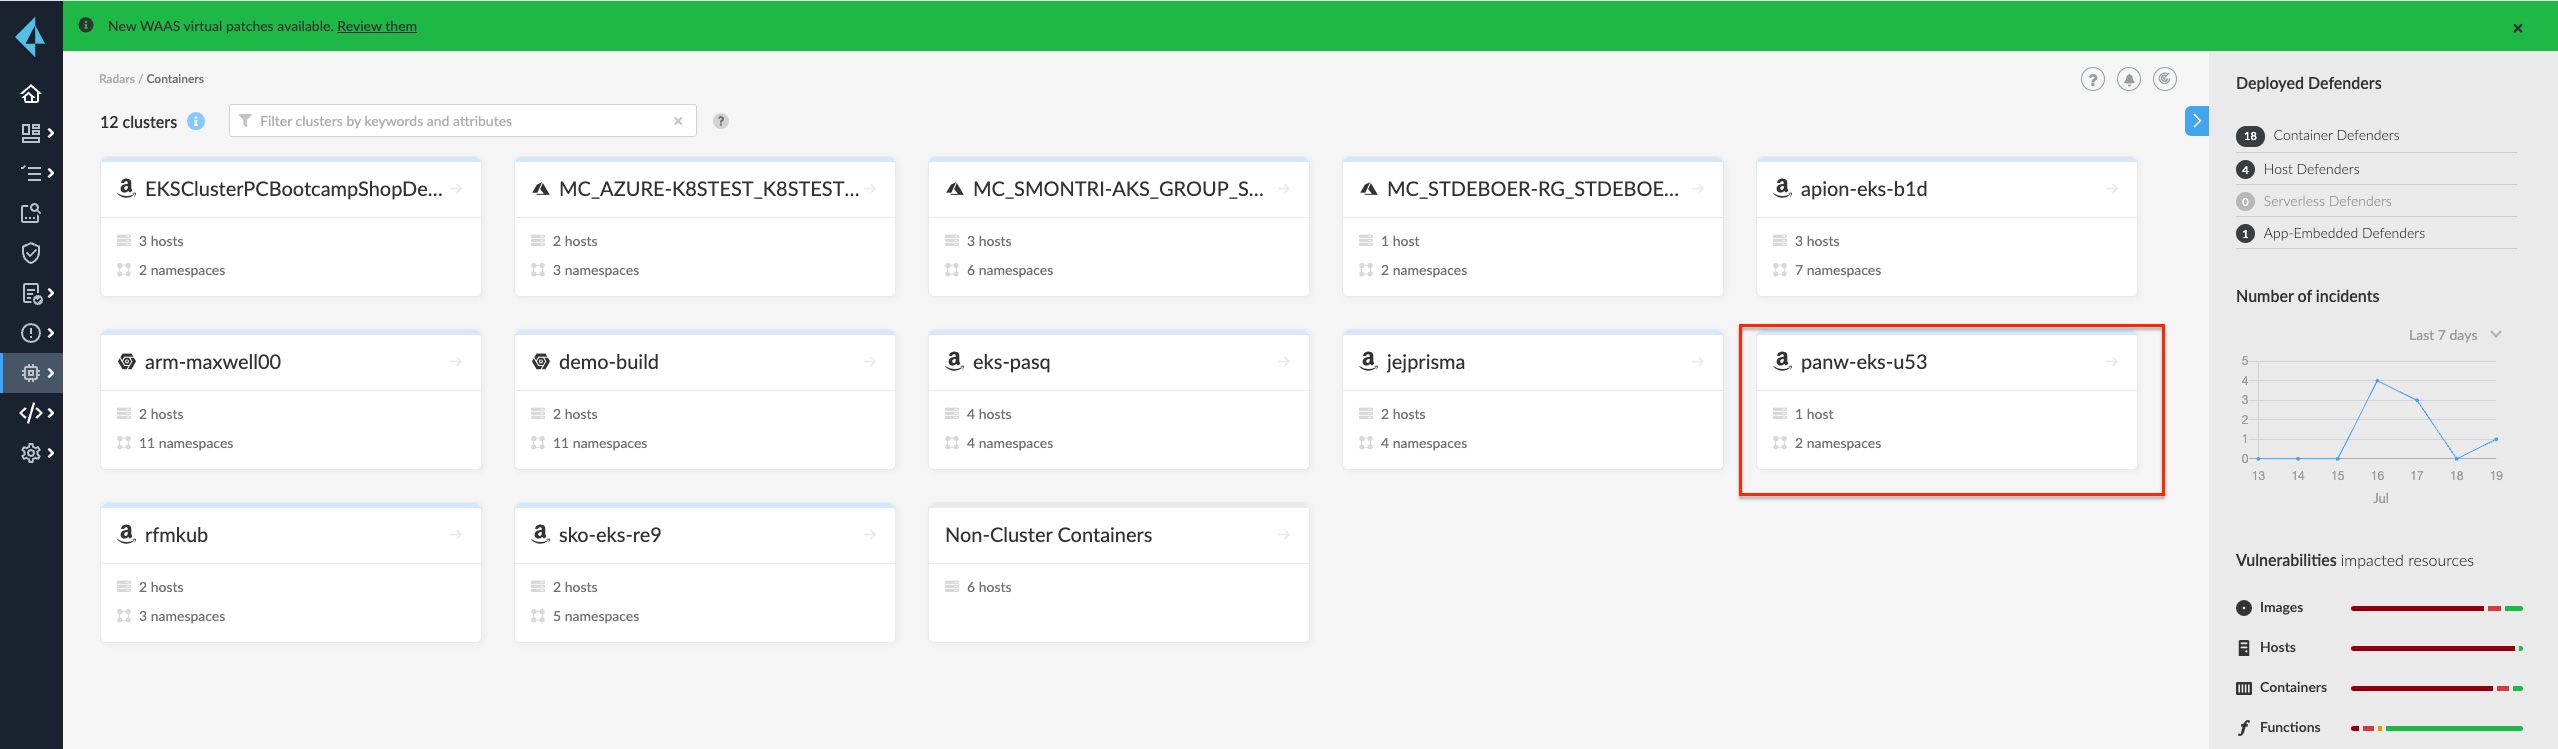 New WAAS virtual patches available. Review them
Radars / Containers
12 clusters
Filter clusters by keywords and attributes
EKSClusterPCBootcampShopDe...
3 hosts
2 namespaces
MC_AZURE-K8STEST_K8STEST...
2 hosts
3 namespaces
MC_SMONTRI-AKS_GROUP_S...
3 hosts
6 namespaces
MC_STDEBOER-RG_STDEBOE...
1 host
2 namespaces
apion-eks-b1d
3 hosts
7 namespaces
arm-maxwell00
2 hosts
11 namespaces
demo-build
2 hosts
11 namespaces
eks-pasq
4 hosts
4 namespaces
jejprisma
2 hosts
4 namespaces
panw-eks-u53
1 host
2 namespaces
rfmkub
2 hosts
3 namespaces
sko-eks-re9
2 hosts
5 namespaces
Non-Cluster Containers
6 hosts
Deployed Defenders
18 Container Defenders
4 Host Defenders
0 Serverless Defenders
1 App-Embedded Defenders
Number of incidents
Last 7 days
5
4
3
2
1
0
13 14 15 16 17 18 19
Jul
Vulnerabilities impacted resources
Images
Hosts
Containers
Functions